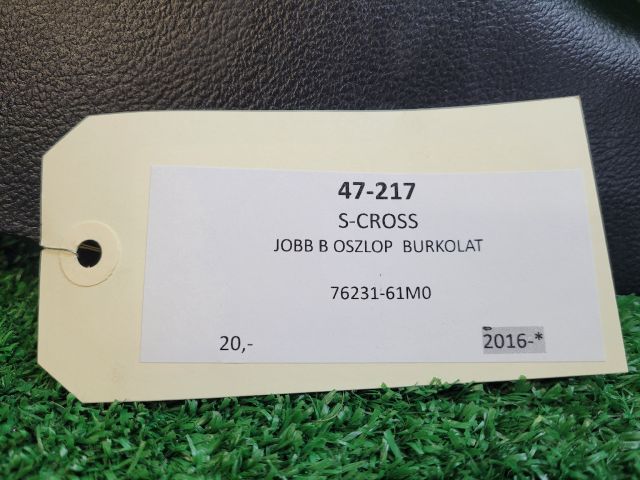 47-217
S-CROSS
JOBB B OSZLOP BURKOLAT
76231-61M0
20,- 2016-*